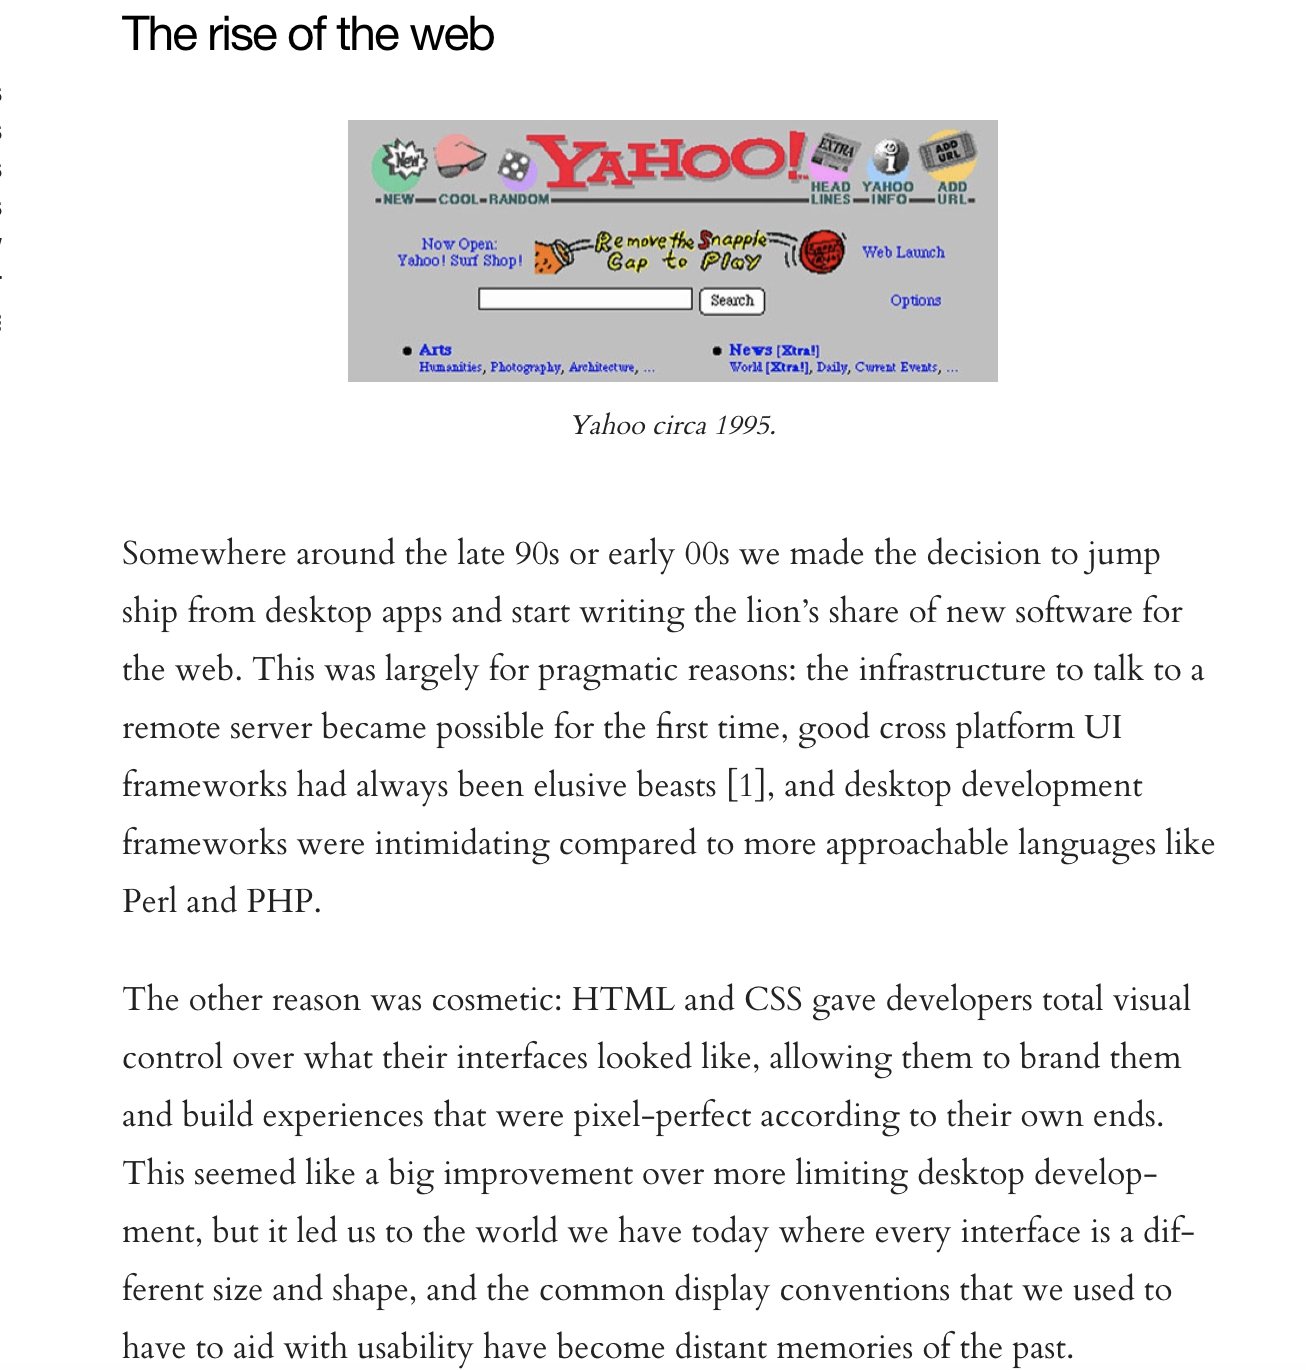 The rise of the web
New
EXTRA
i
ADD URL
YAHOO!
NEW COOL RANDOM
HEAD LINES
YAHOO INFO
ADD URL
Now Open:
Yahoo! Surf Shop!
Remove the Snapple
Cap to Play
Web Launch
Search
Options
Arts
Humanities, Photography, Architecture, ...
News [Xtra!]
World [Xtra!], Daily, Current Events, ...
Yahoo circa 1995.
Somewhere around the late 90s or early 00s we made the decision to jump
ship from desktop apps and start writing the lion’s share of new software for
the web. This was largely for pragmatic reasons: the infrastructure to talk to a
remote server became possible for the first time, good cross platform UI
frameworks had always been elusive beasts [1], and desktop development
frameworks were intimidating compared to more approachable languages like
Perl and PHP.
The other reason was cosmetic: HTML and CSS gave developers total visual
control over what their interfaces looked like, allowing them to brand them
and build experiences that were pixel-perfect according to their own ends.
This seemed like a big improvement over more limiting desktop develop-
ment, but it led us to the world we have today where every interface is a dif-
ferent size and shape, and the common display conventions that we used to
have to aid with usability have become distant memories of the past.